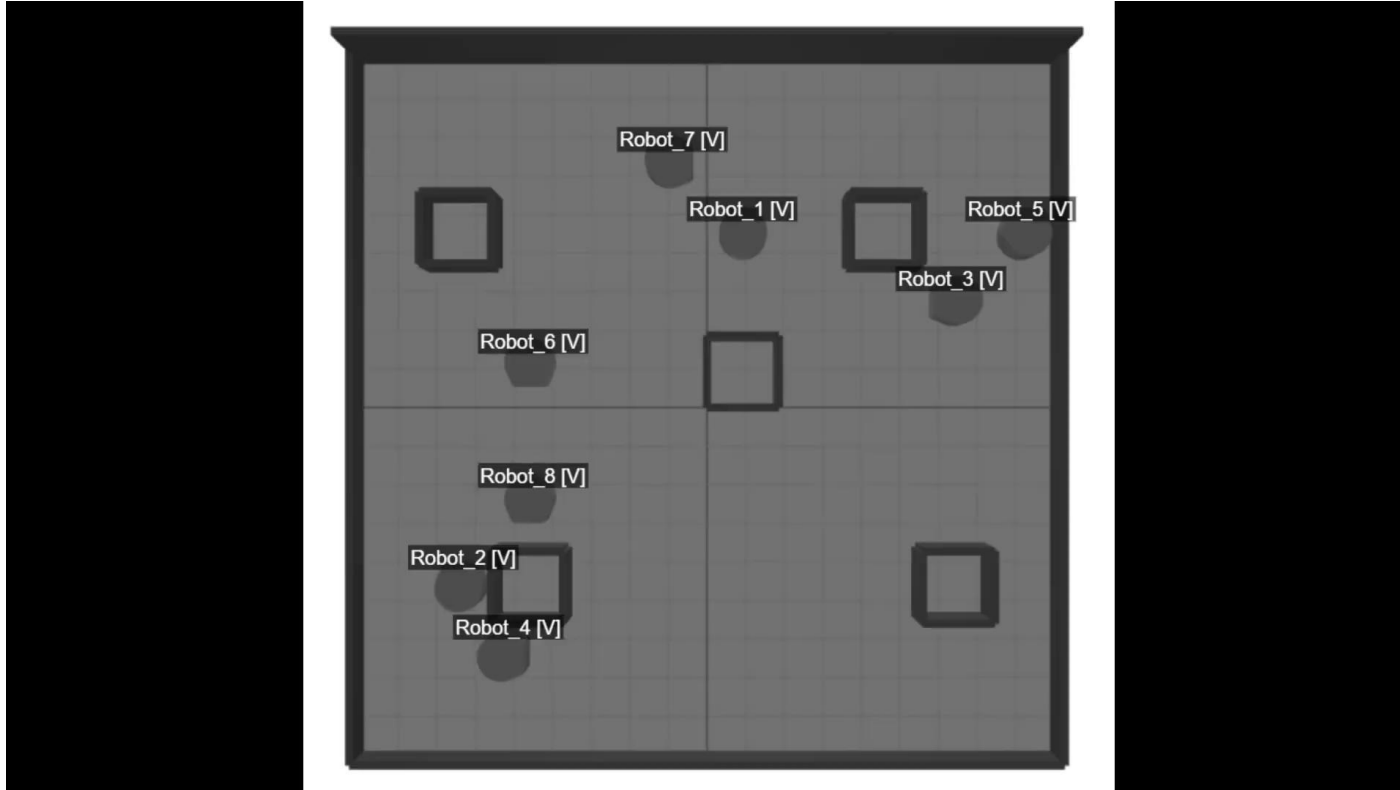 Robot_7 [V]
Robot_1 [V]
Robot_5 [V]
Robot_3 [V]
Robot_6 [V]
Robot_8 [V]
Robot_2 [V]
Robot_4 [V]